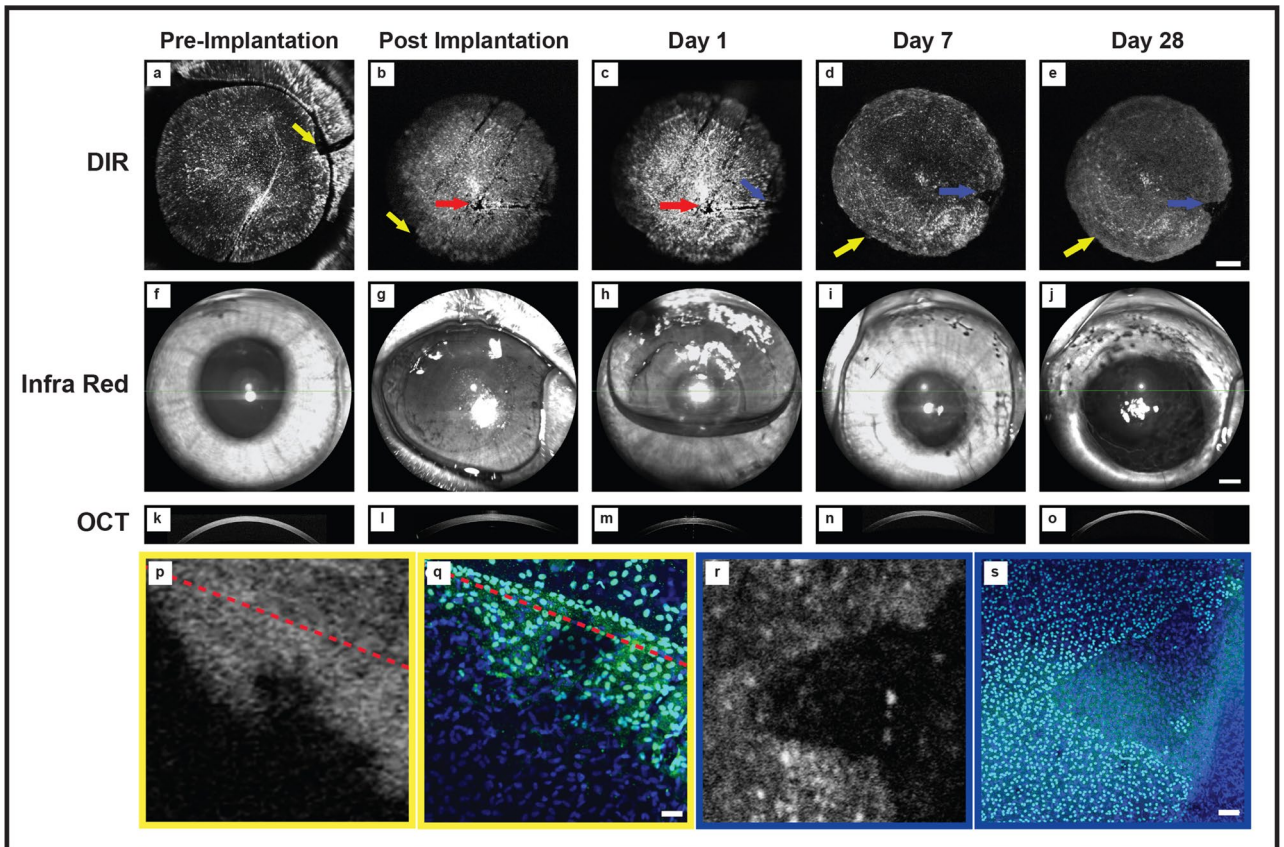 Pre-Implantation Post Implantation Day 1 Day 7 Day 28
DIR
a b c d e
Infra Red
f g h i j
OCT
k l m n o
p q r s